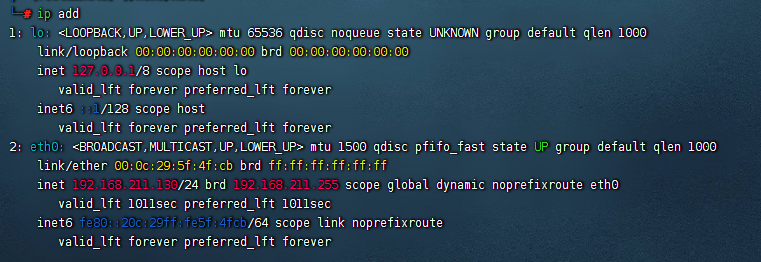 # ip add
1: lo: <LOOPBACK,UP,LOWER_UP> mtu 65536 qdisc noqueue state UNKNOWN group default qlen 1000
link/loopback 00:00:00:00:00:00 brd 00:00:00:00:00:00
inet 127.0.0.1/8 scope host lo
valid_lft forever preferred_lft forever
inet6 ::1/128 scope host
valid_lft forever preferred_lft forever
2: eth0: <BROADCAST,MULTICAST,UP,LOWER_UP> mtu 1500 qdisc pfifo_fast state UP group default qlen 1000
link/ether 00:0c:29:5f:4f:cb brd ff:ff:ff:ff:ff:ff
inet 192.168.211.130/24 brd 192.168.211.255 scope global dynamic noprefixroute eth0
valid_lft 1011sec preferred_lft 1011sec
inet6 fe80::20c:29ff:fe5f:4fcb/64 scope link noprefixroute
valid_lft forever preferred_lft forever